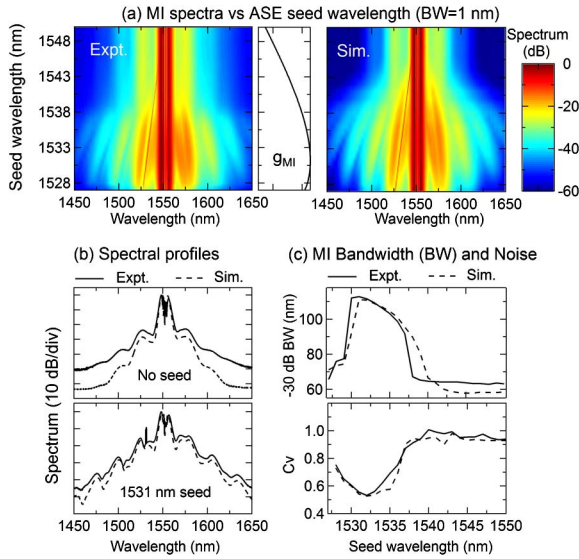 (a) MI spectra vs ASE seed wavelength (BW=1 nm)
Spectrum
(dB)
Seed wavelength (nm)
1548
1543
1538
1533
1528
Expt.
gMI
Sim.
0
-20
-40
-60
1450 1500 1550 1600 1450 1500 1550 1600 1650
Wavelength (nm) Wavelength (nm)
(b) Spectral profiles
Expt. Sim.
Spectrum (10 dB/div)
No seed
1531 nm seed
1450 1500 1550 1600 1650
Wavelength (nm)
(c) MI Bandwidth (BW) and Noise
Expt. Sim.
-30 dB BW (nm)
100
80
60
Cv
1.0
0.8
0.6
0.4
1530 1535 1540 1545 1550
Seed wavelength (nm)